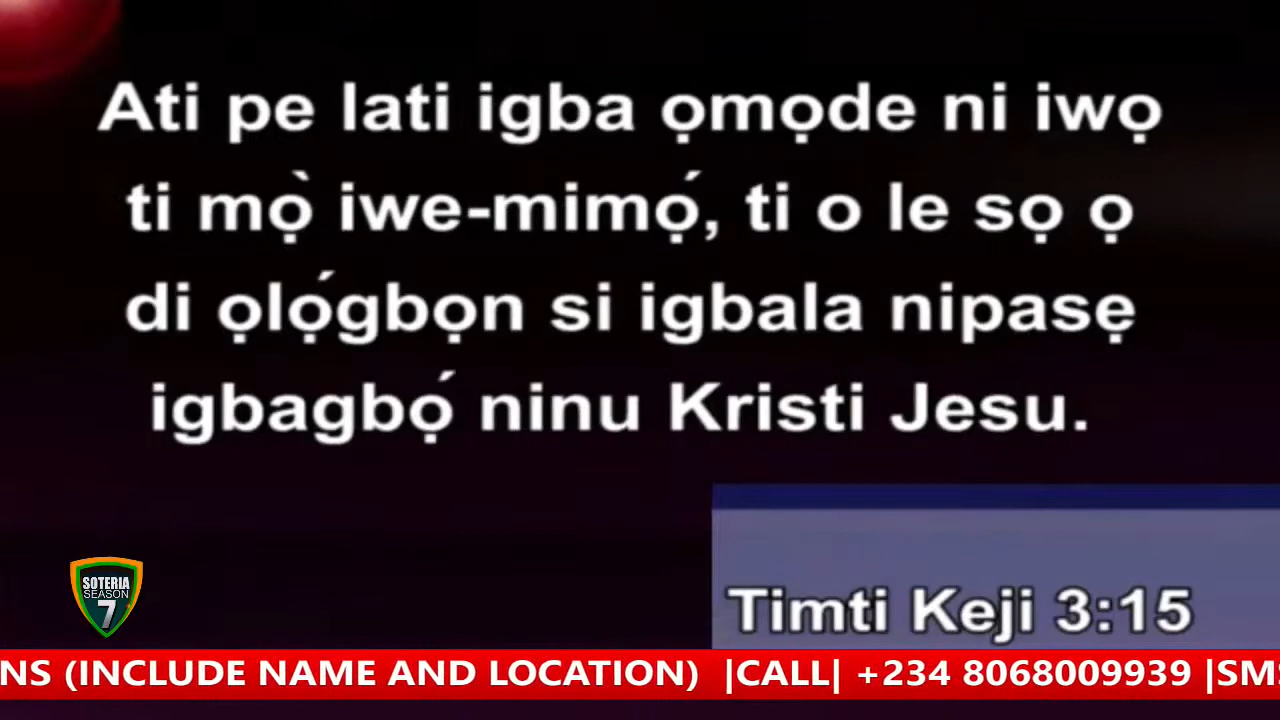 Ati pe lati igba ọmọde ni iwọ
ti mọ̀ iwe-mimọ́, ti o le sọ ọ
di ọlọ́gbọn si igbala nipasẹ
igbagbọ́ ninu Kristi Jesu.
Timti Keji 3:15
SOTERIA
SEASON
7
NS (INCLUDE NAME AND LOCATION) |CALL| +234 8068009939 |SMS